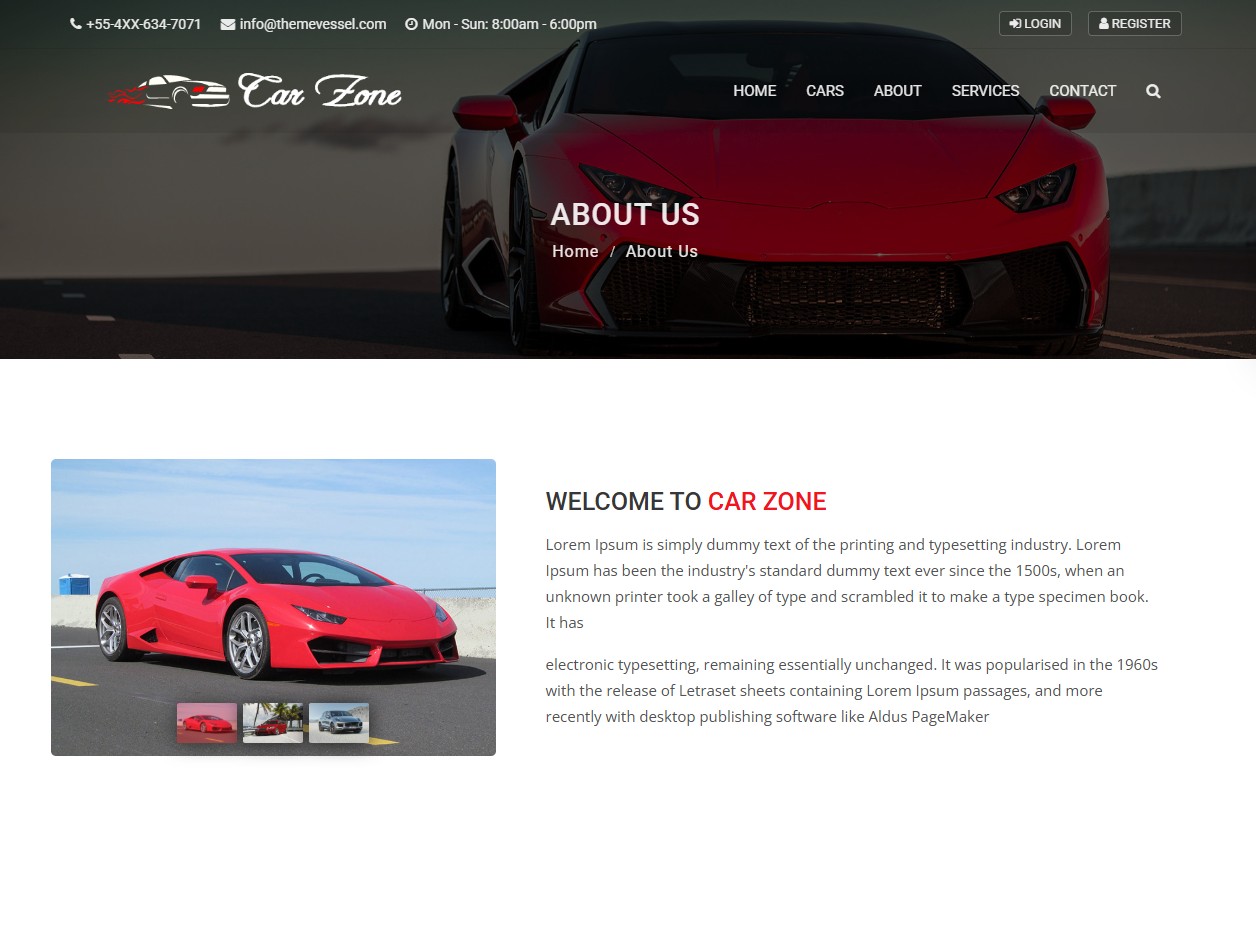 +55-4XX-634-7071 info@themevessel.com Mon - Sun: 8:00am - 6:00pm LOGIN REGISTER
Car Zone HOME CARS ABOUT SERVICES CONTACT
ABOUT US
Home / About Us
WELCOME TO CAR ZONE
Lorem Ipsum is simply dummy text of the printing and typesetting industry. Lorem
Ipsum has been the industry's standard dummy text ever since the 1500s, when an
unknown printer took a galley of type and scrambled it to make a type specimen book.
It has
electronic typesetting, remaining essentially unchanged. It was popularised in the 1960s
with the release of Letraset sheets containing Lorem Ipsum passages, and more
recently with desktop publishing software like Aldus PageMaker